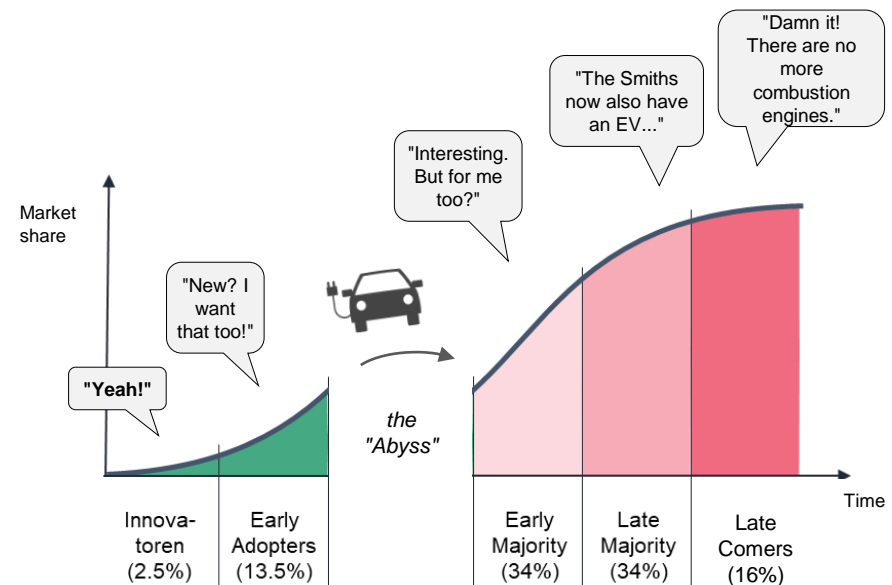 "Damn it!
There are no
more
combustion
engines."
"The Smiths
now also have
an EV..."
"Interesting.
But for me
too?"
Market
share
"New? I
want
that too!"
"Yeah!"
the
"Abyss"
Time
Innova-
toren
(2.5%)
Early
Adopters
(13.5%)
Early
Majority
(34%)
Late
Majority
(34%)
Late
Comers
(16%)